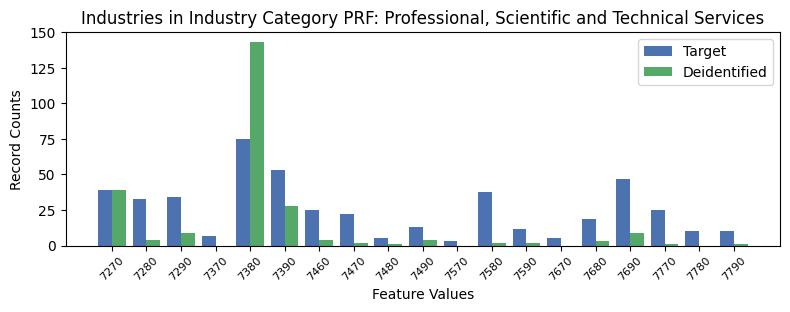 Industries in Industry Category PRF: Professional, Scientific and Technical Services
Target
Deidentified
Record Counts
150
125
100
75
50
25
0
7270 7280 7290 7370 7380 7390 7460 7470 7480 7490 7570 7580 7590 7670 7680 7690 7770 7780 7790
Feature Values